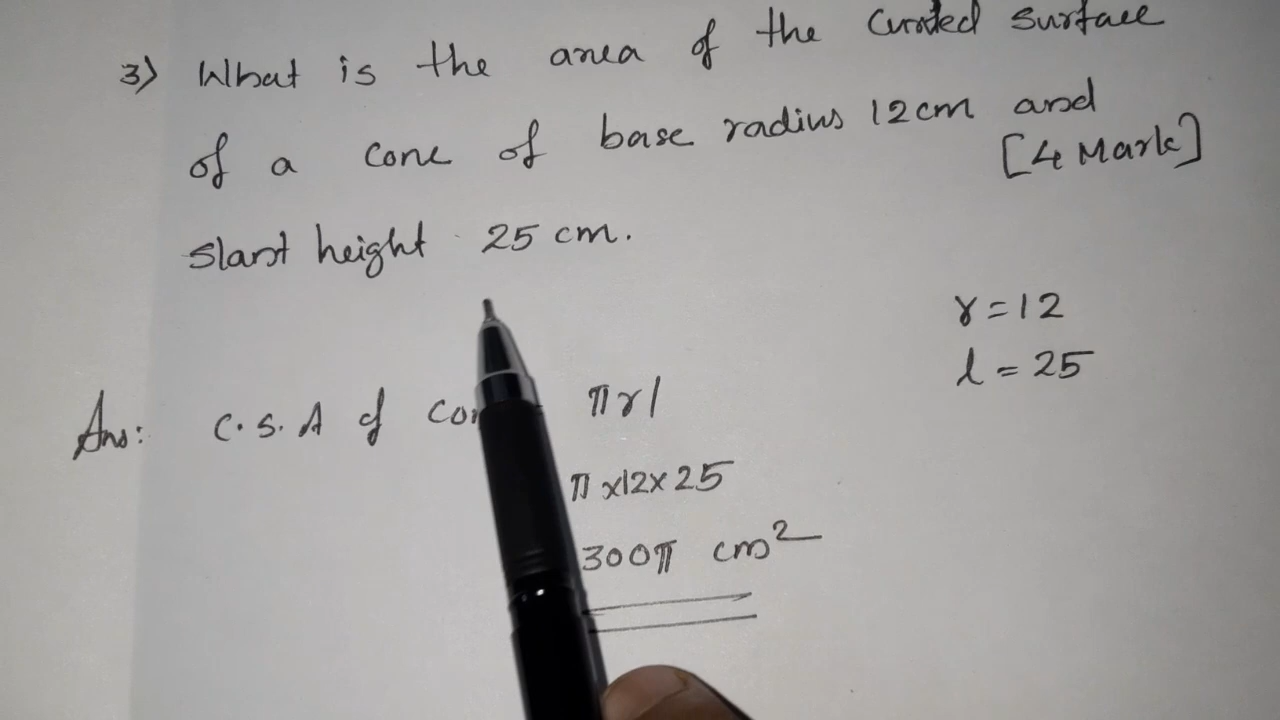 3) What is the area of the curved surface
of a cone of base radius 12cm and
[4 Mark]
slant height 25 cm.
r = 12
l = 25
Ans: C.S.A of πrl
π x12x 25
300π cm²